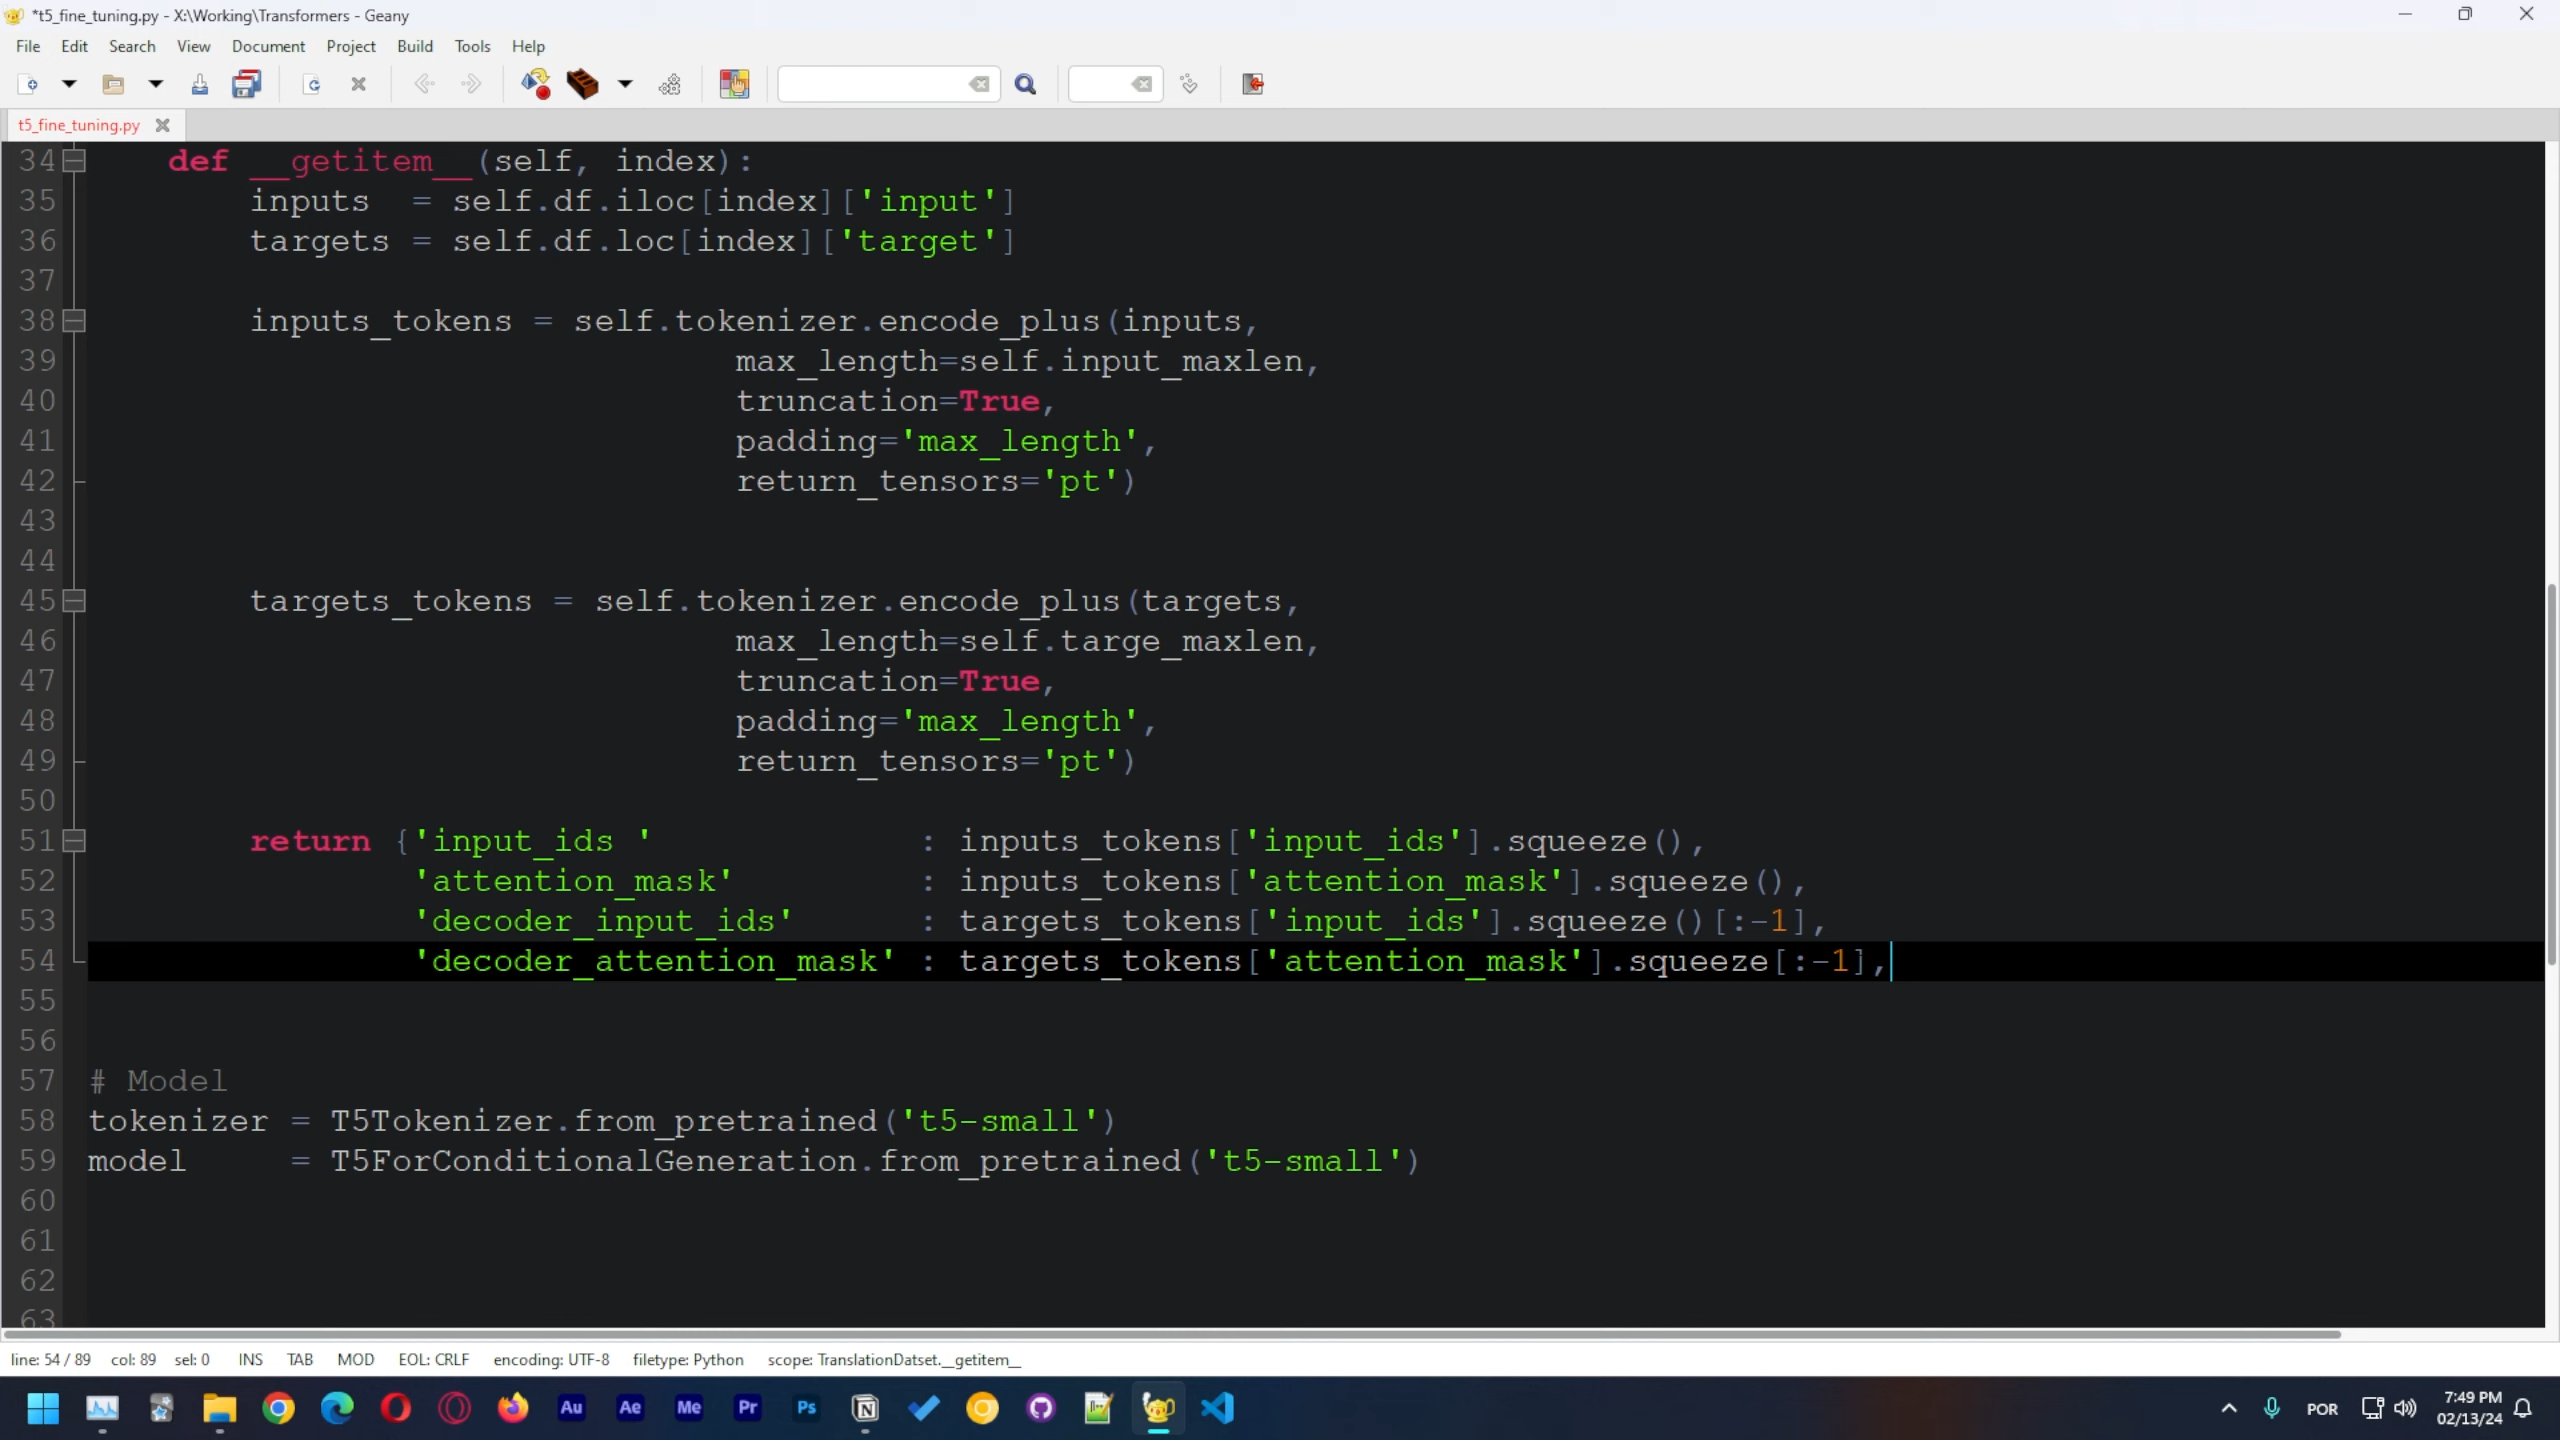 *t5_fine_tuning.py - X:\Working\Transformers - Geany
File Edit Search View Document Project Build Tools Help
t5_fine_tuning.py
34 def __getitem__(self, index):
35 inputs  = self.df.iloc[index]['input']
36 targets = self.df.loc[index]['target']
37
38 inputs_tokens = self.tokenizer.encode_plus(inputs,
39 max_length=self.input_maxlen,
40 truncation=True,
41 padding='max_length',
42 return_tensors='pt')
43
44
45 targets_tokens = self.tokenizer.encode_plus(targets,
46 max_length=self.targe_maxlen,
47 truncation=True,
48 padding='max_length',
49 return_tensors='pt')
50
51 return {'input_ids '             : inputs_tokens['input_ids'].squeeze(),
52 'attention_mask'         : inputs_tokens['attention_mask'].squeeze(),
53 'decoder_input_ids'      : targets_tokens['input_ids'].squeeze()[:-1],
54 'decoder_attention_mask' : targets_tokens['attention_mask'].squeeze[:-1],
55
56
57 # Model
58 tokenizer = T5Tokenizer.from_pretrained('t5-small')
59 model     = T5ForConditionalGeneration.from_pretrained('t5-small')
60
61
62
63
line: 54 / 89 col: 89 sel: 0 INS TAB MOD EOL: CRLF encoding: UTF-8 filetype: Python scope: TranslationDatset.__getitem__
Au Ae Me Pr Ps N POR 7:49 PM
02/13/24